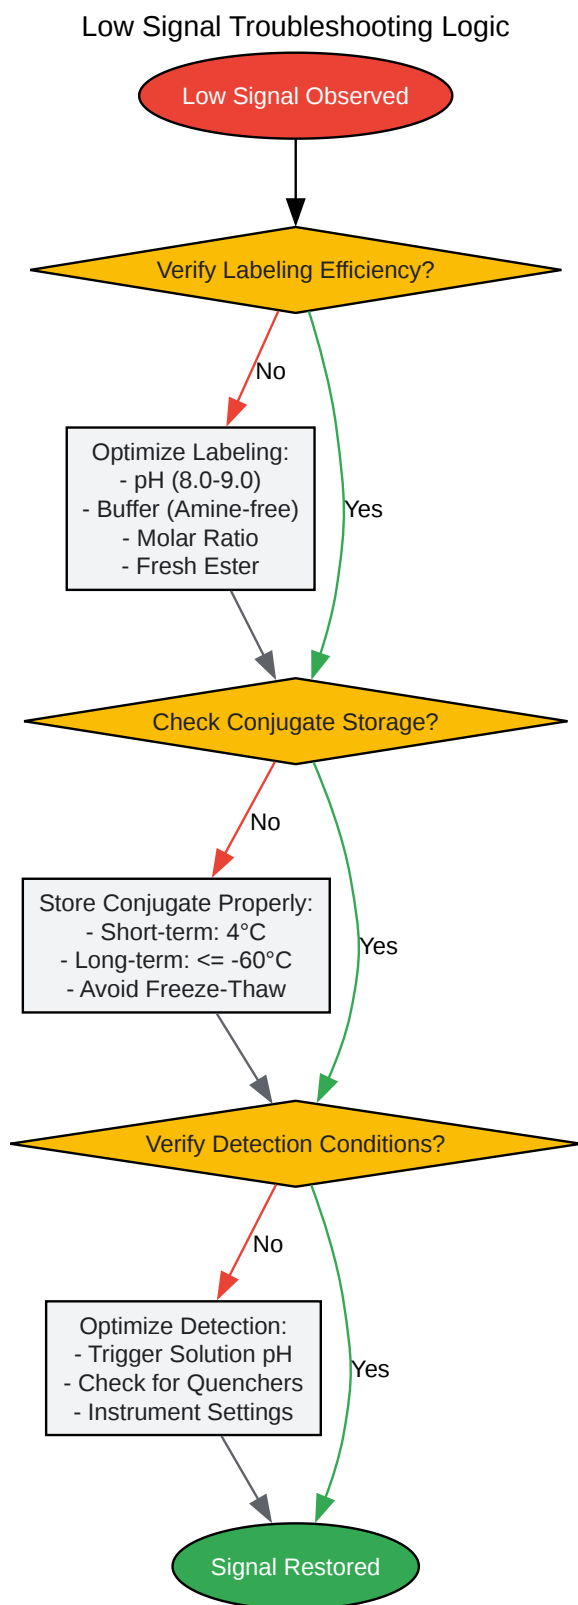 Low Signal Troubleshooting Logic
Low Signal Observed
Verify Labeling Efficiency?
No
Yes
Optimize Labeling:
- pH (8.0-9.0)
- Buffer (Amine-free)
- Molar Ratio
- Fresh Ester
Check Conjugate Storage?
No
Yes
Store Conjugate Properly:
- Short-term: 4°C
- Long-term: <= -60°C
- Avoid Freeze-Thaw
Verify Detection Conditions?
No
Yes
Optimize Detection:
- Trigger Solution pH
- Check for Quenchers
- Instrument Settings
Signal Restored